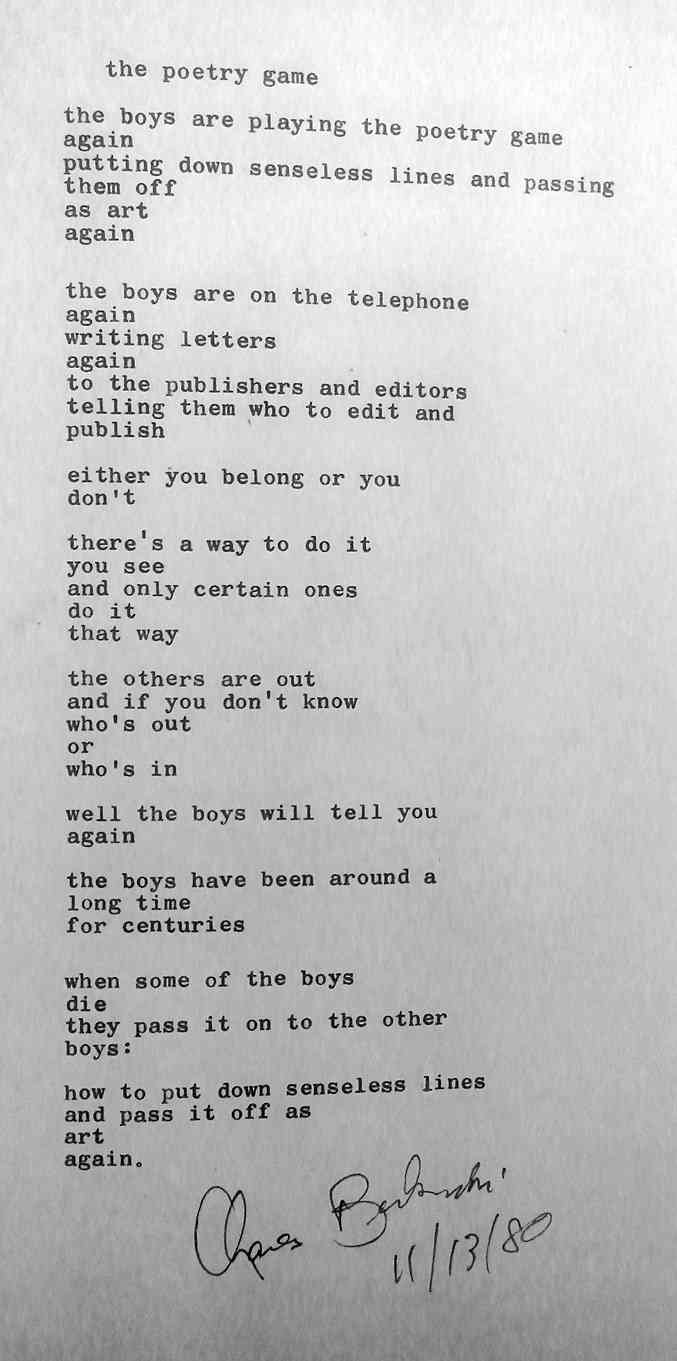 the poetry game
the boys are playing the poetry game
again
putting down senseless lines and passing
them off
as art
again
the boys are on the telephone
again
writing letters
again
to the publishers and editors
telling them who to edit and
publish
either you belong or you
don't
there's a way to do it
you see
and only certain ones
do it
that way
the others are out
and if you don't know
who's out
or
who's in
well the boys will tell you
again
the boys have been around a
long time
for centuries
when some of the boys
die
they pass it on to the other
boys:
how to put down senseless lines
and pass it off as
art
again.
Charles Bukowski
11/13/80